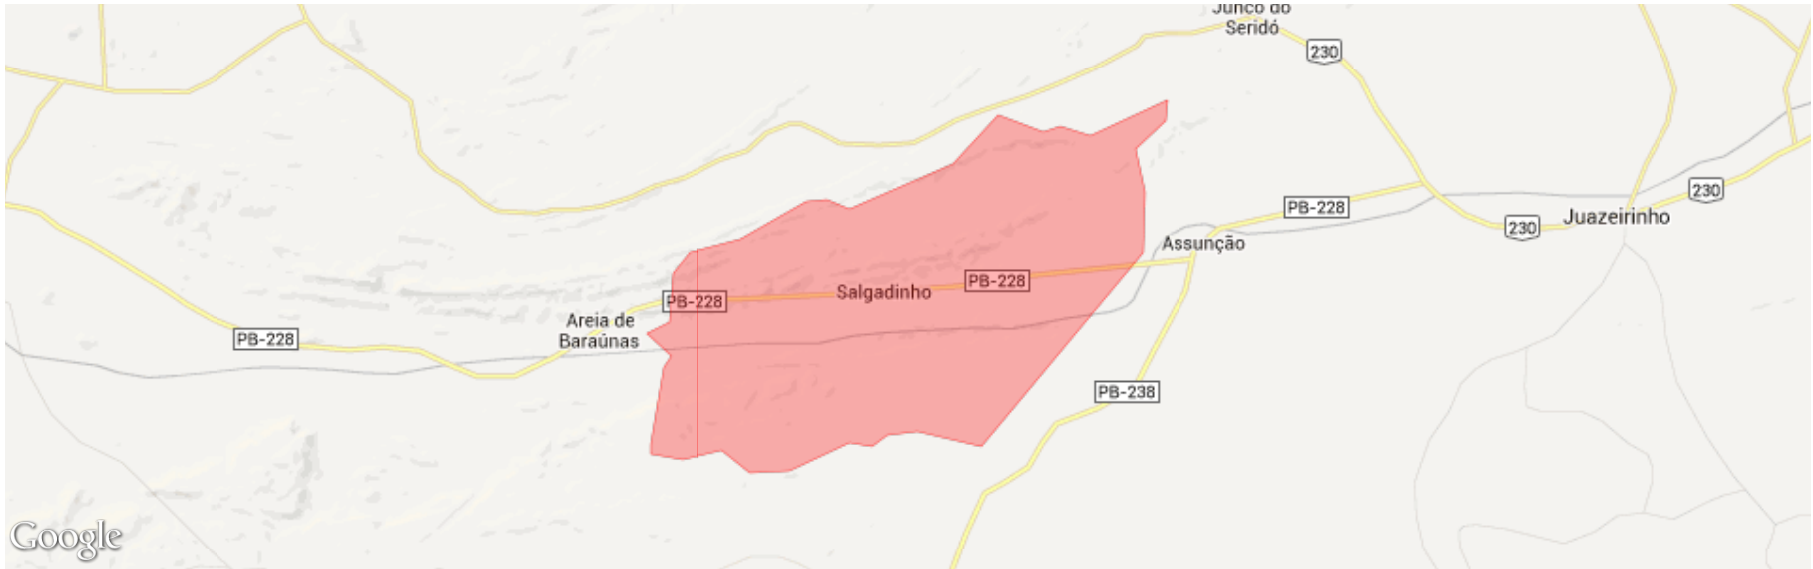 Junco do
Seridó
230
230
PB-228
Juazeirinho
230
Assunção
PB-228
Salgadinho
PB-228
Areia de
Baraúnas
PB-228
PB-238
Google